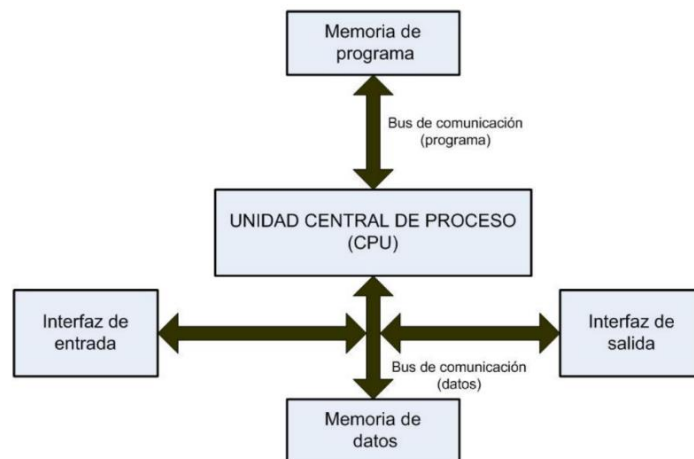 Memoria de
programa
Bus de comunicación
(programa)
UNIDAD CENTRAL DE PROCESO
(CPU)
Interfaz de
entrada
Interfaz de
salida
Bus de comunicación
(datos)
Memoria de
datos